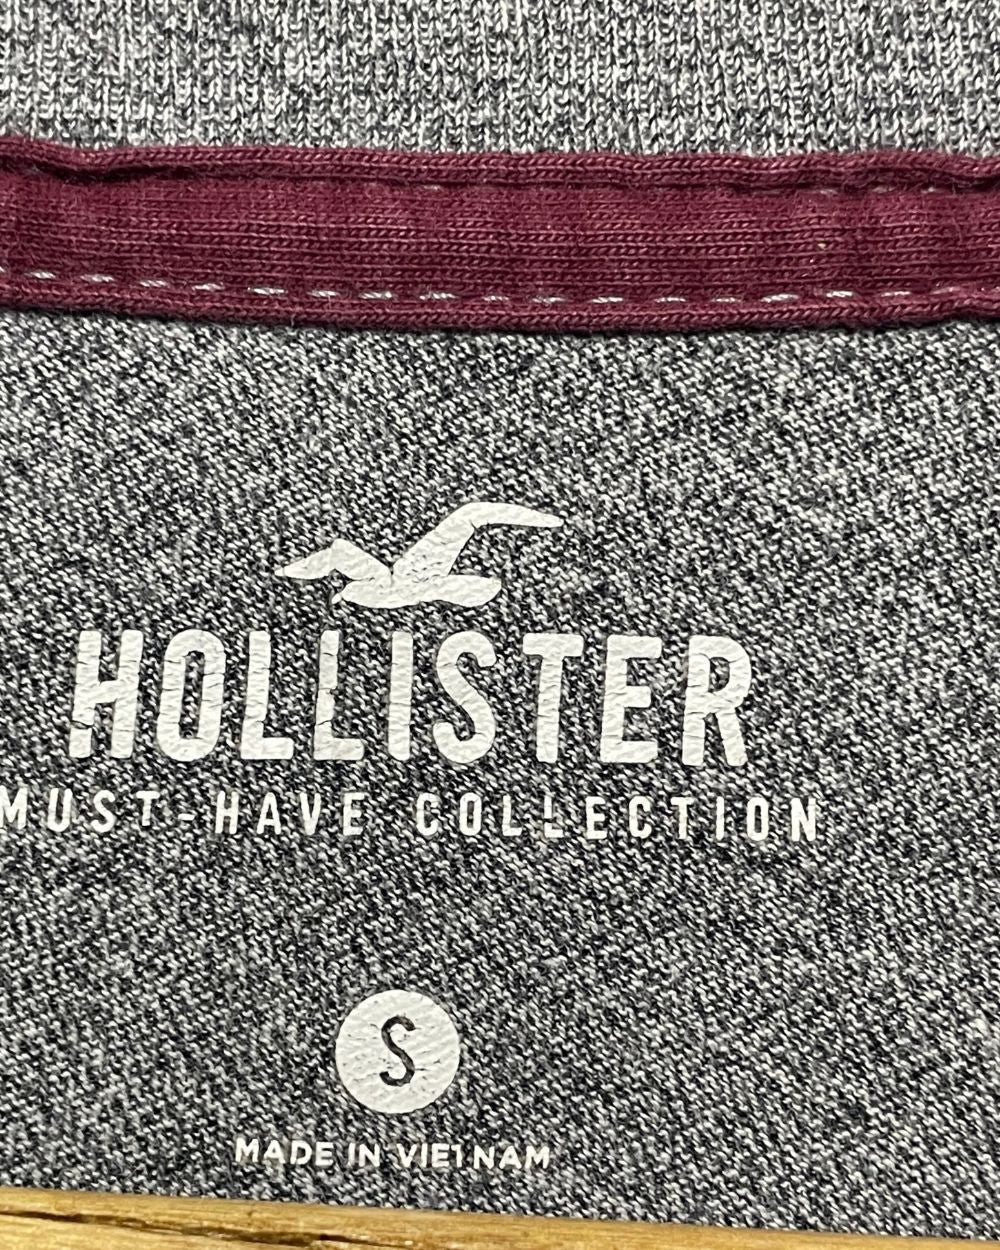 HOLLISTER
MUST-HAVE COLLECTION
S
MADE IN VIETNAM